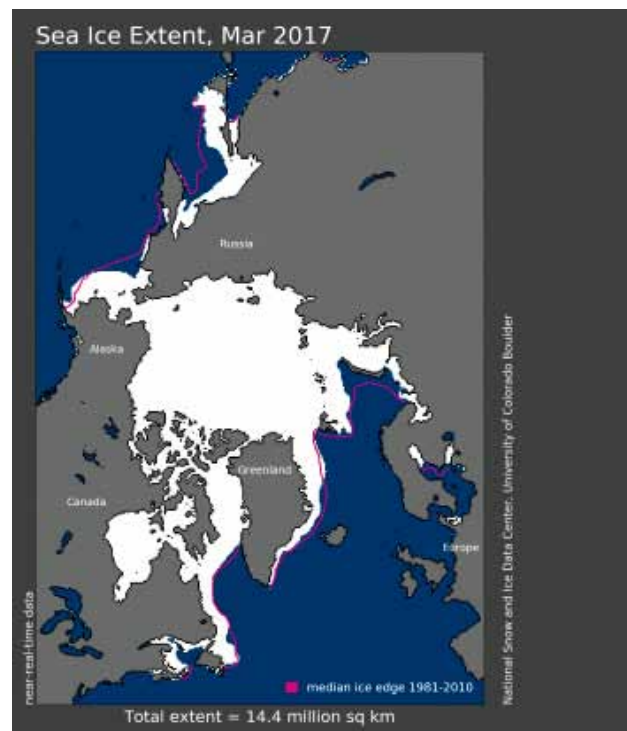 Sea Ice Extent, Mar 2017
Russia
Alaska
Greenland
Canada
Europe
near-real-time data
National Snow and Ice Data Center, University of Colorado Boulder
median ice edge 1981-2010
Total extent = 14.4 million sq km